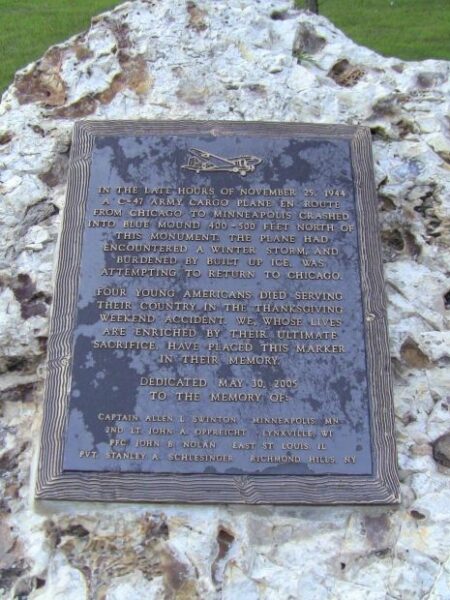 IN THE LATE HOURS OF NOVEMBER 25, 1944
A C-47 ARMY CARGO PLANE EN ROUTE
FROM CHICAGO TO MINNEAPOLIS CRASHED
INTO BLUE MOUND 400-500 FEET NORTH OF
THIS MONUMENT. THE PLANE HAD
ENCOUNTERED A WINTER STORM, AND
BURDENED BY BUILT UP ICE, WAS
ATTEMPTING TO RETURN TO CHICAGO.
FOUR YOUNG AMERICANS DIED SERVING
THEIR COUNTRY IN THE THANKSGIVING
WEEKEND ACCIDENT. WE, WHOSE LIVES
ARE ENRICHED BY THEIR ULTIMATE
SACRIFICE, HAVE PLACED THIS MARKER
IN THEIR MEMORY.
DEDICATED MAY 30, 2005
TO THE MEMORY OF:
CAPTAIN ALLEN L. SWINTON, MINNEAPOLIS, MN
2ND LT. JOHN A. OPFREICHT, LYNXVILLE, WI
PFC. JOHN B. NOLAN EAST ST. LOUIS, IL
PVT. STANLEY A. SCHLESINGER RICHMOND HILLS, NY